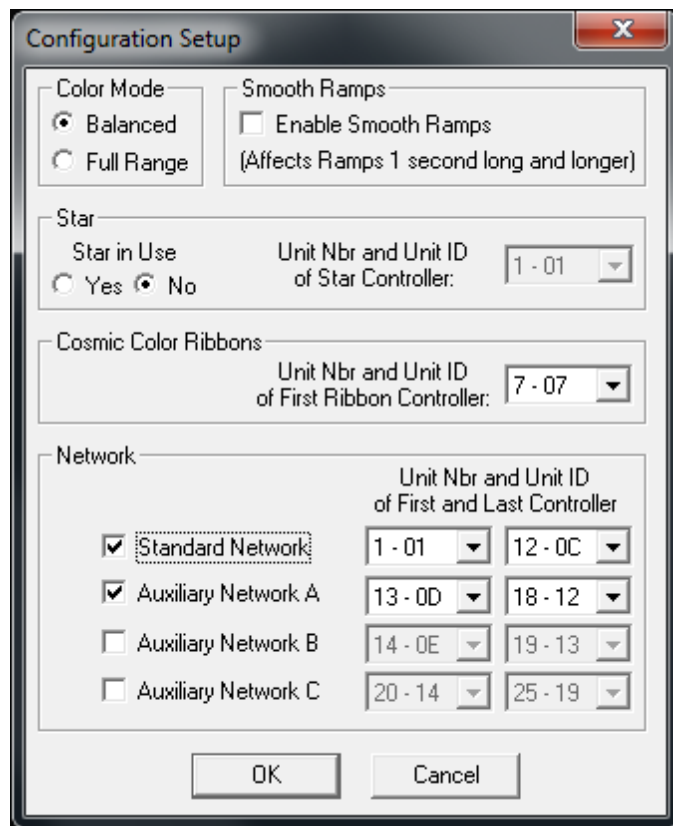 Configuration Setup
Color Mode
Balanced
Full Range
Smooth Ramps
Enable Smooth Ramps
(Affects Ramps 1 second long and longer)
Star
Star in Use
Yes No
Unit Nbr and Unit ID
of Star Controller:
1 - 01
Cosmic Color Ribbons
Unit Nbr and Unit ID
of First Ribbon Controller:
7 - 07
Network
Unit Nbr and Unit ID
of First and Last Controller
Standard Network 1 - 01 12 - 0C
Auxiliary Network A 13 - 0D 18 - 12
Auxiliary Network B 14 - 0E 19 - 13
Auxiliary Network C 20 - 14 25 - 19
OK Cancel